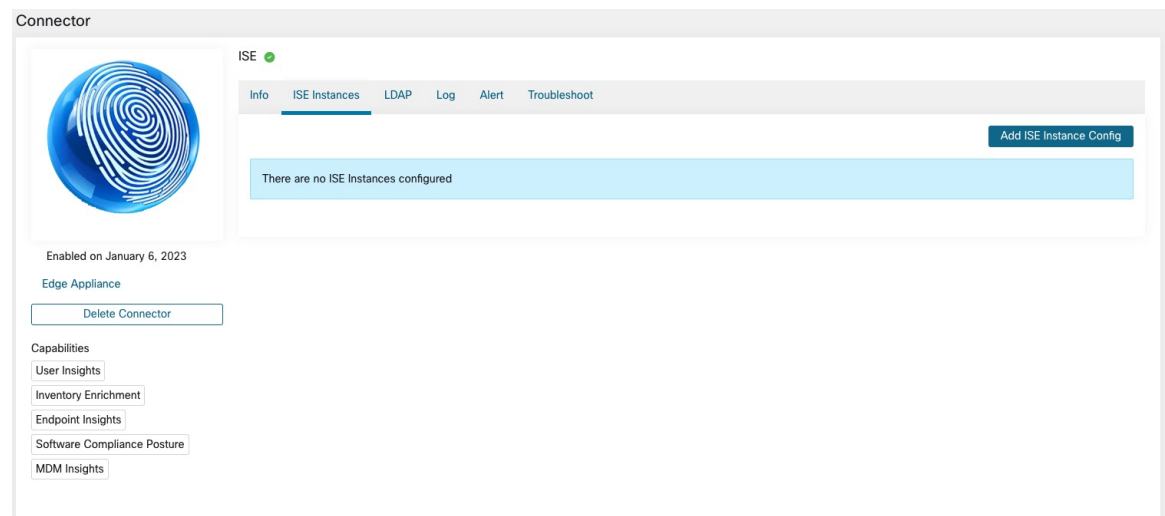 Connector
ISE
Info ISE Instances LDAP Log Alert Troubleshoot
Add ISE Instance Config
There are no ISE Instances configured
Enabled on January 6, 2023
Edge Appliance
Delete Connector
Capabilities
User Insights
Inventory Enrichment
Endpoint Insights
Software Compliance Posture
MDM Insights